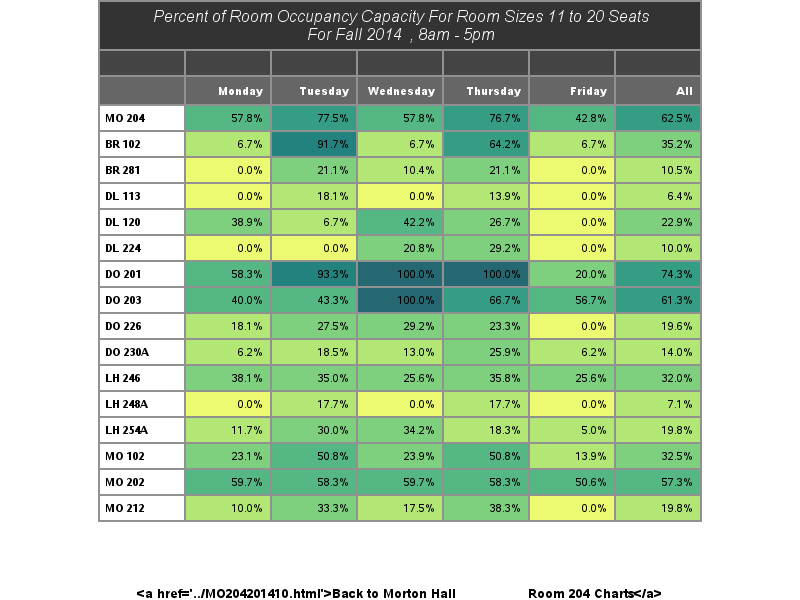 Percent of Room Occupancy Capacity For Room Sizes 11 to 20 Seats
For Fall 2014 , 8am - 5pm
Monday Tuesday Wednesday Thursday Friday All
MO 204 57.8% 77.5% 57.8% 76.7% 42.8% 62.5%
BR 102 6.7% 91.7% 6.7% 64.2% 6.7% 35.2%
BR 281 0.0% 21.1% 10.4% 21.1% 0.0% 10.5%
DL 113 0.0% 18.1% 0.0% 13.9% 0.0% 6.4%
DL 120 38.9% 6.7% 42.2% 26.7% 0.0% 22.9%
DL 224 0.0% 0.0% 20.8% 29.2% 0.0% 10.0%
DO 201 58.3% 93.3% 100.0% 100.0% 20.0% 74.3%
DO 203 40.0% 43.3% 100.0% 66.7% 56.7% 61.3%
DO 226 18.1% 27.5% 29.2% 23.3% 0.0% 19.6%
DO 230A 6.2% 18.5% 13.0% 25.9% 6.2% 14.0%
LH 246 38.1% 35.0% 25.6% 35.8% 25.6% 32.0%
LH 248A 0.0% 17.7% 0.0% 17.7% 0.0% 7.1%
LH 254A 11.7% 30.0% 34.2% 18.3% 5.0% 19.8%
MO 102 23.1% 50.8% 23.9% 50.8% 13.9% 32.5%
MO 202 59.7% 58.3% 59.7% 58.3% 50.6% 57.3%
MO 212 10.0% 33.3% 17.5% 38.3% 0.0% 19.8%
<a href='../MO204201410.html'>Back to Morton Hall Room 204 Charts</a>